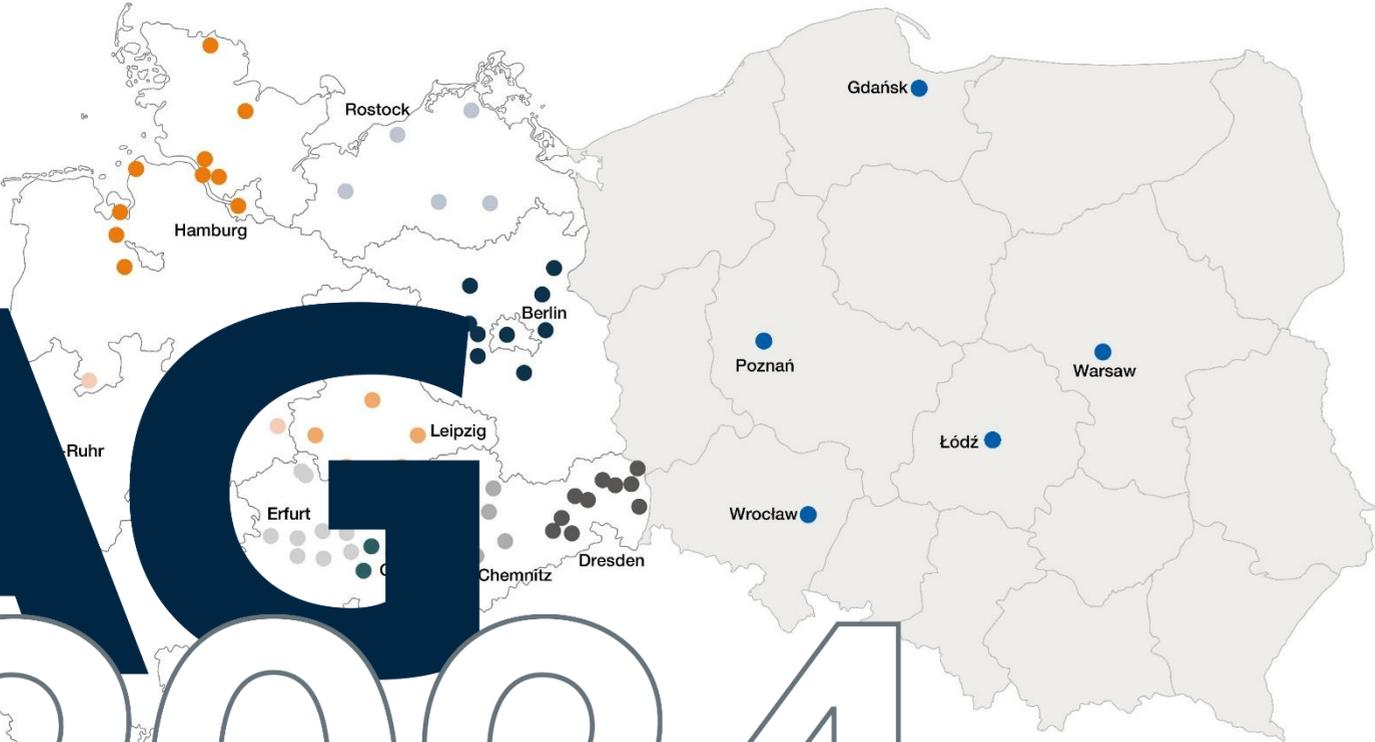 Gdańsk
Rostock
Hamburg
Berlin
Poznań
Warsaw
Leipzig
Łódź
-Ruhr
Erfurt
Wrocław
Dresden
Chemnitz
AG
2024